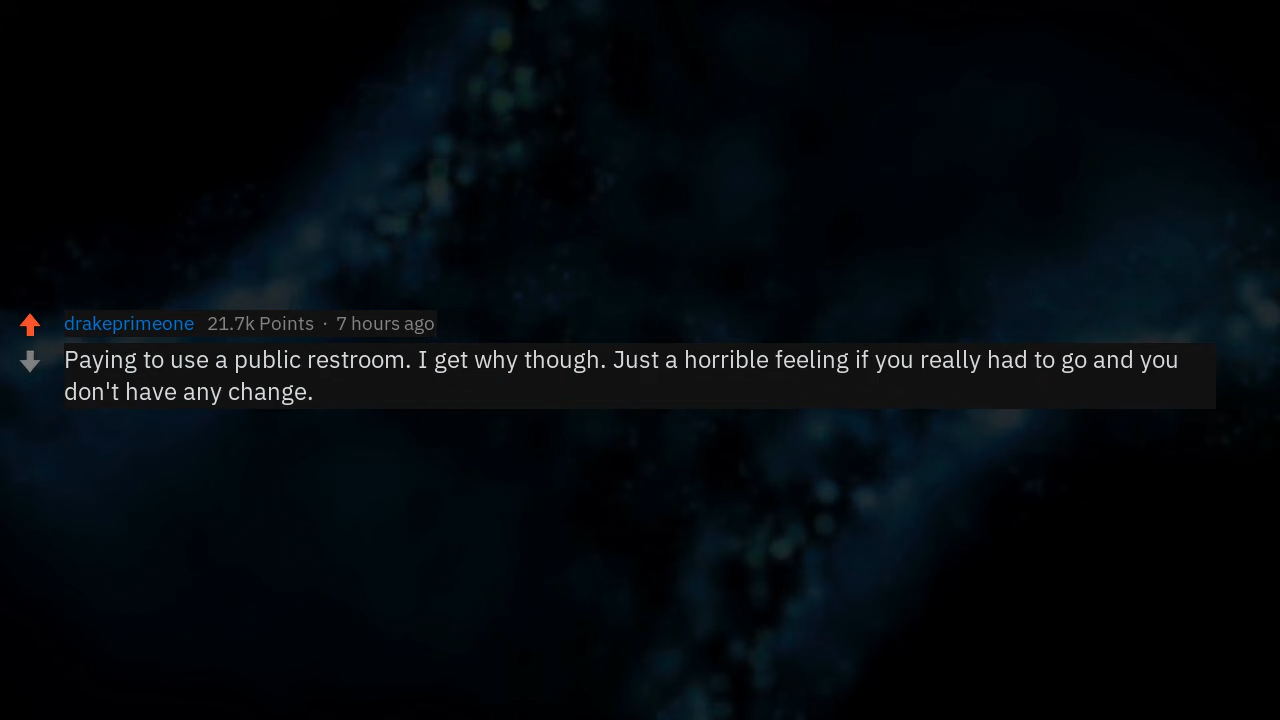 drakeprimeone 21.7k Points · 7 hours ago
Paying to use a public restroom. I get why though. Just a horrible feeling if you really had to go and you
don't have any change.